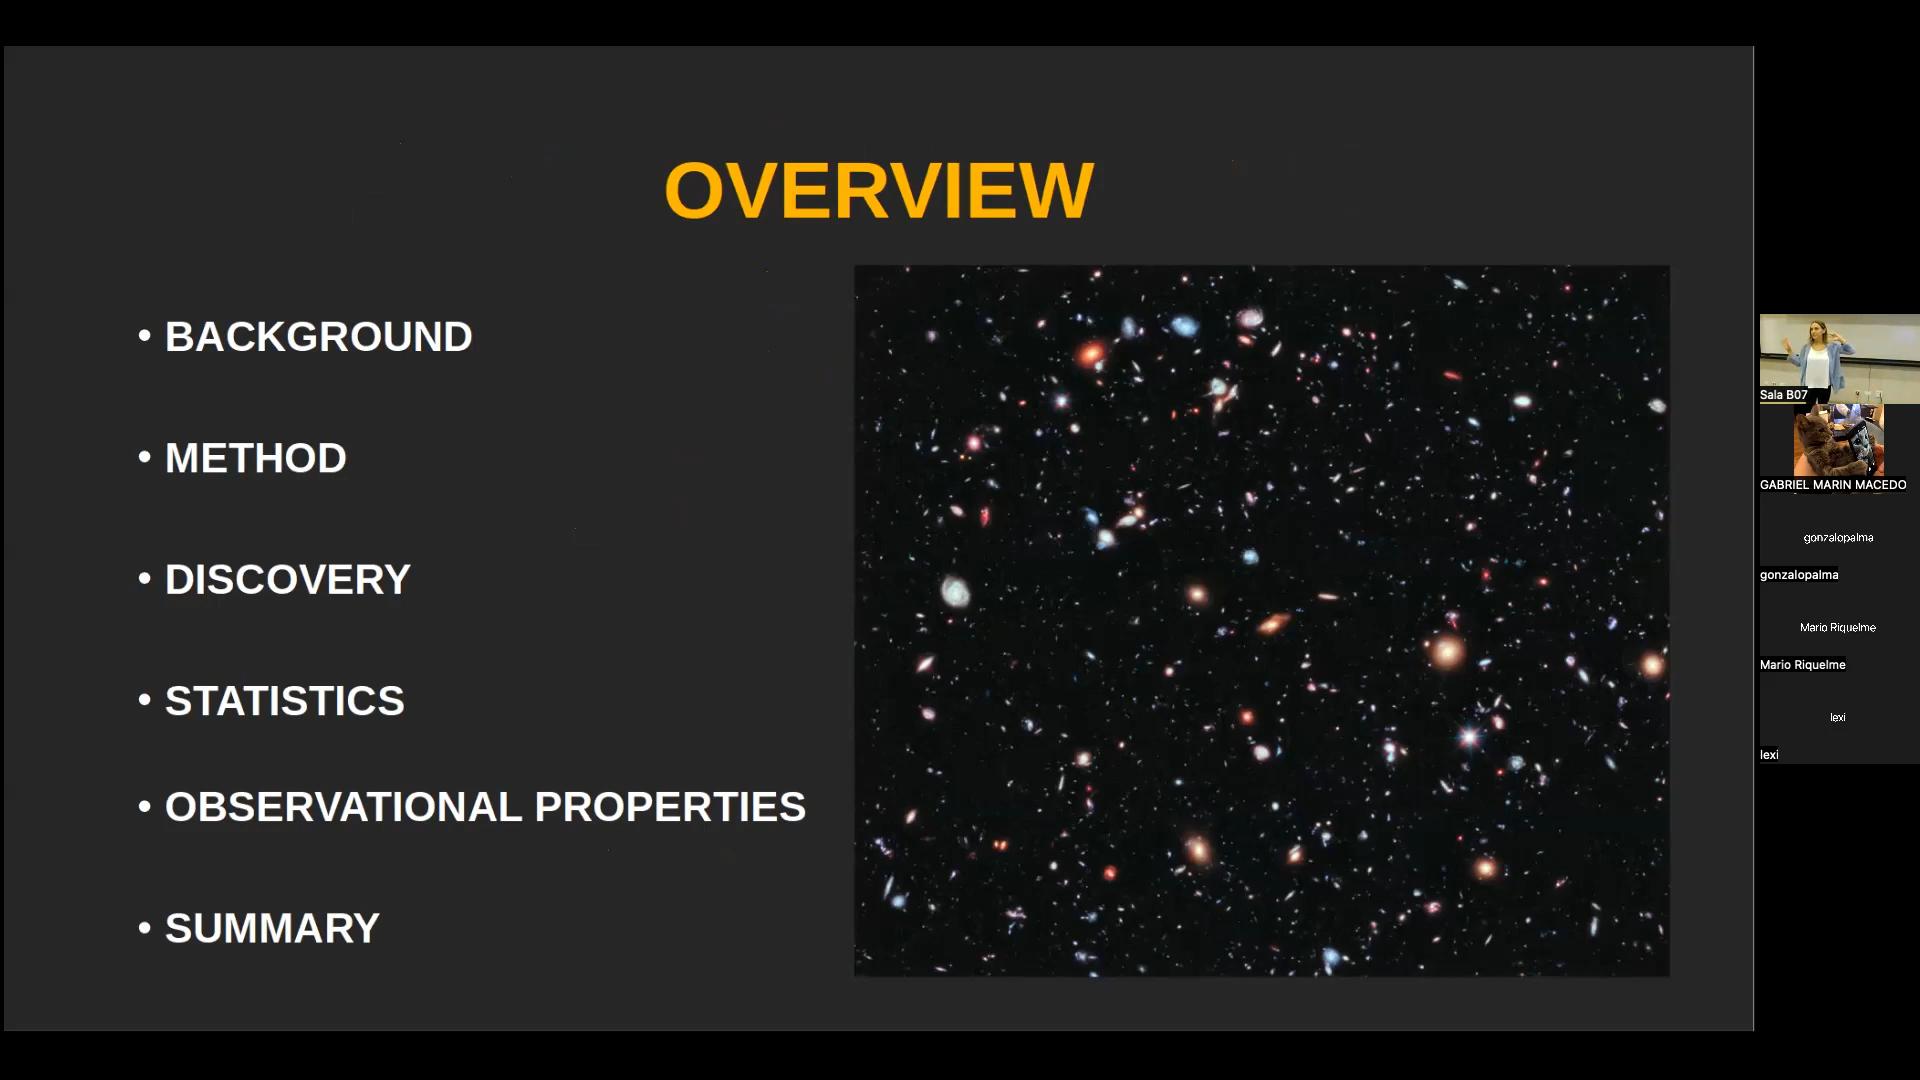 OVERVIEW
• BACKGROUND
• METHOD
• DISCOVERY
• STATISTICS
• OBSERVATIONAL PROPERTIES
• SUMMARY
Sala B07
GABRIEL MARIN MACEDO
gonzalopalma
gonzalopalma
Mario Riquelme
Mario Riquelme
lexi
lexi